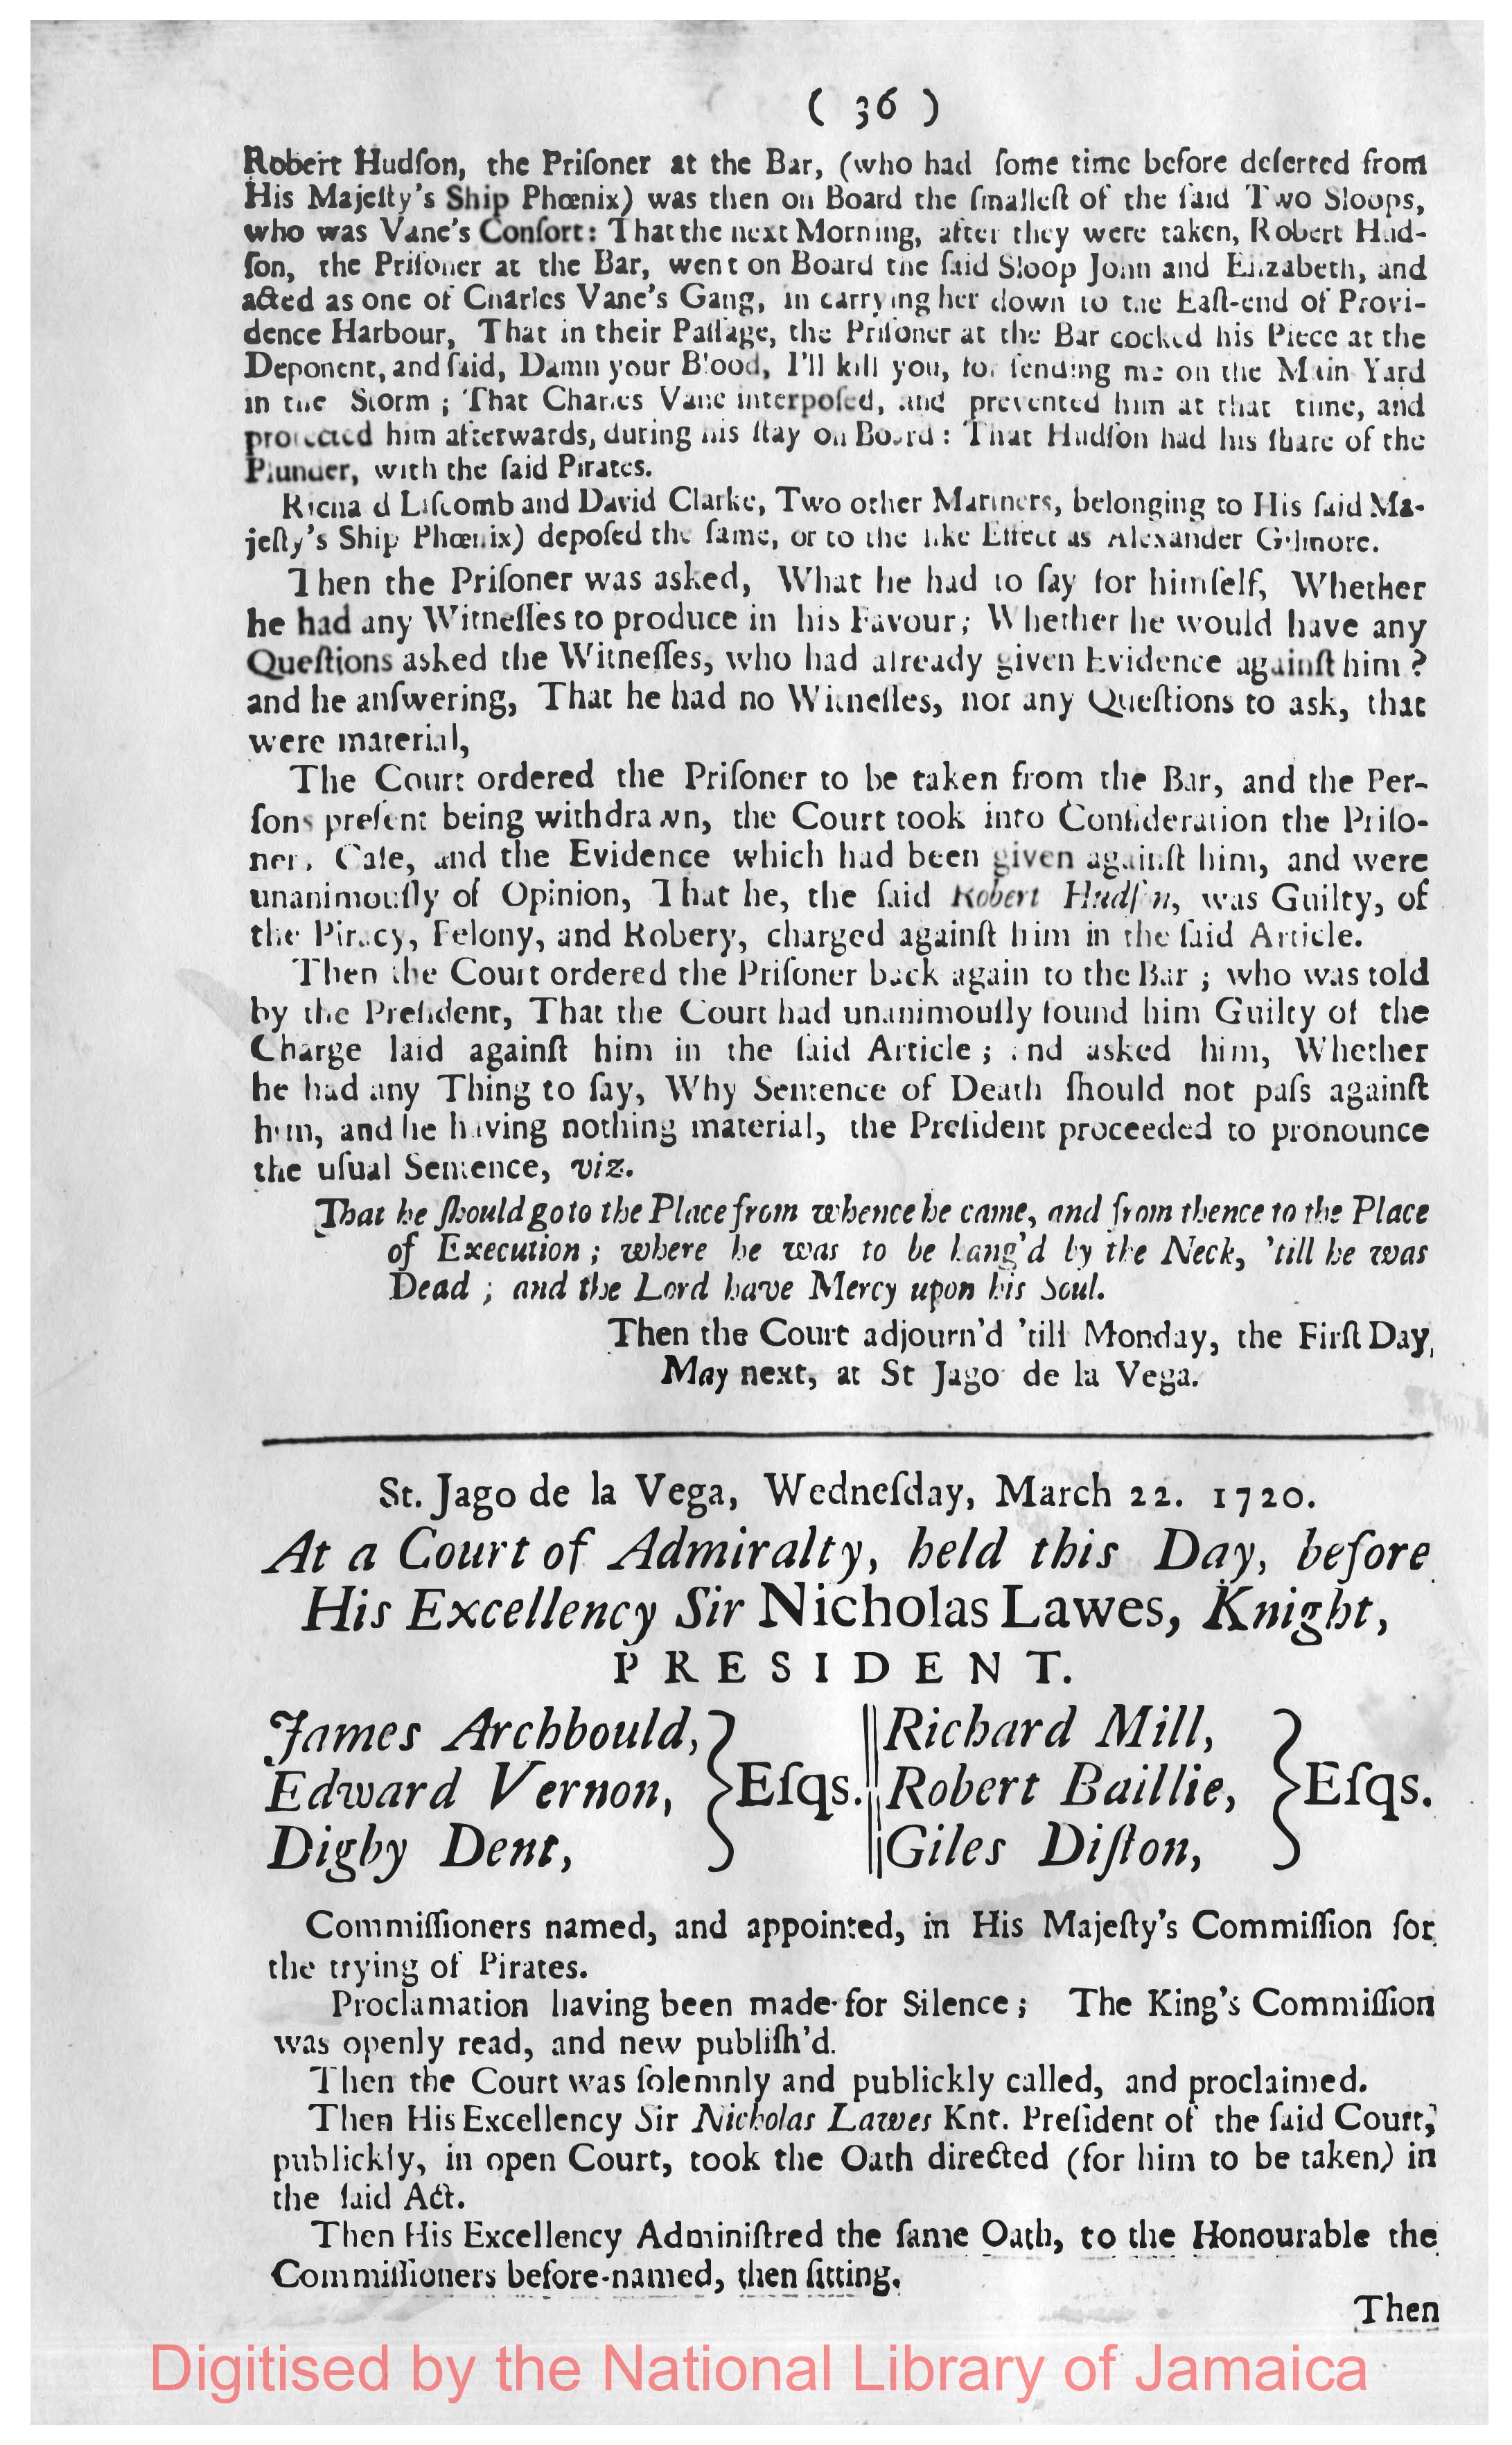 ( 36 )
Robert Hudſon, the Priſoner at the Bar, (who had ſome time before deſerted from
His Majeſty's Ship Phœnix) was then on Board the ſmalleſt of the ſaid Two Sloops,
who was Vane's Conſort: That the next Morning, after they were taken, Robert Hud-
ſon, the Priſoner at the Bar, went on Board the ſaid Sloop John and Elizabeth, and
acted as one of Charles Vane's Gang, in carrying her down to the Eaſt-end of Provi-
dence Harbour, That in their Paſſage, the Priſoner at the Bar cocked his Piece at the
Deponent, and ſaid, Damn your Blood, I'll kill you, for ſending me on the Main Yard
in the Storm ; That Charles Vane interpoſed, and prevented him at that time, and
protected him afterwards, during his ſtay on Board : That Hudſon had his ſhare of the
Plunder, with the ſaid Pirates.
Richard Liſcomb and David Clarke, Two other Mariners, belonging to His ſaid Ma-
jeſty's Ship Phœnix) depoſed the ſame, or to the like Effect as Alexander Gilmore.
Then the Priſoner was asked, What he had to ſay for himſelf, Whether
he had any Witneſſes to produce in his Favour; Whether he would have any
Queſtions asked the Witneſſes, who had already given Evidence againſt him ?
and he anſwering, That he had no Witneſſes, nor any Queſtions to ask, that
were material,
The Court ordered the Priſoner to be taken from the Bar, and the Per-
ſons preſent being withdrawn, the Court took into Conſideration the Priſo-
ner, Caſe, and the Evidence which had been given againſt him, and were
unanimouſly of Opinion, That he, the ſaid Robert Hudſon, was Guilty, of
the Piracy, Felony, and Robery, charged againſt him in the ſaid Article.
Then the Court ordered the Priſoner back again to the Bar ; who was told
by the Preſident, That the Court had unanimouſly found him Guilty of the
Charge laid againſt him in the ſaid Article ; and asked him, Whether
he had any Thing to ſay, Why Sentence of Death ſhould not paſs againſt
him, and he having nothing material, the Preſident proceeded to pronounce
the uſual Sentence, viz.
That he ſhould go to the Place from whence he came, and from thence to the Place
of Execution ; where he was to be hang'd by the Neck, 'till he was
Dead ; and the Lord have Mercy upon his Soul.
Then the Court adjourn'd 'till Monday, the Firſt Day,
May next, at St Jago de la Vega.
St. Jago de la Vega, Wedneſday, March 22. 1720.
At a Court of Admiralty, held this Day, before
His Excellency Sir Nicholas Lawes, Knight,
PRESIDENT.
James Archbould, Richard Mill,
Edward Vernon, Eſqs. Robert Baillie, Eſqs.
Digby Dent, Giles Diſton,
Commiſſioners named, and appointed, in His Majeſty's Commiſſion for
the trying of Pirates.
Proclamation having been made for Silence ; The King's Commiſſion
was openly read, and new publiſh'd.
Then the Court was ſolemnly and publickly called, and proclaimed.
Then His Excellency Sir Nicholas Lawes Knt. Preſident of the ſaid Court,
publickly, in open Court, took the Oath directed (for him to be taken) in
the ſaid Act.
Then His Excellency Adminiſtred the ſame Oath, to the Honourable the
Commiſſioners before-named, then ſitting.
Then
Digitised by the National Library of Jamaica